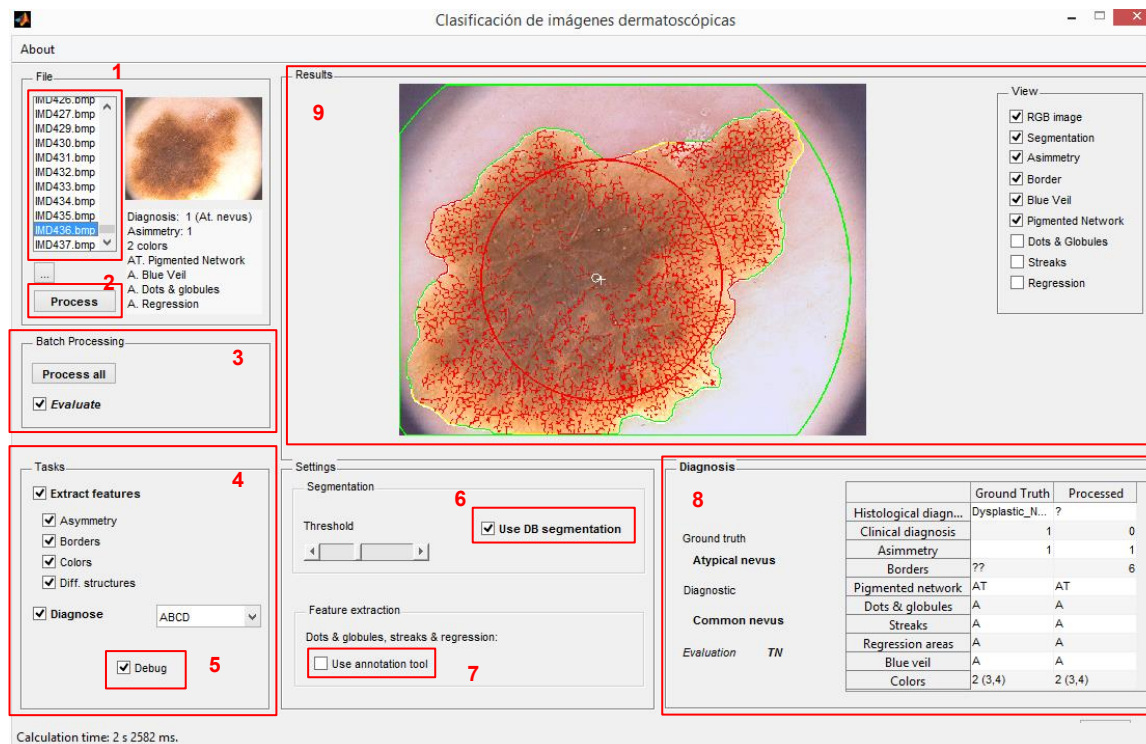 Clasificación de imágenes dermatoscópicas
About
File
1
IMD426.bmp
IMD427.bmp
IMD429.bmp
IMD430.bmp
IMD431.bmp
IMD432.bmp
IMD433.bmp
IMD434.bmp
IMD435.bmp
IMD436.bmp
IMD437.bmp
Diagnosis: 1 (At. nevus)
Asimmetry: 1
2 colors
AT. Pigmented Network
A. Blue Veil
A. Dots & globules
A. Regression
...
2
Process
Batch Processing
3
Process all
Evaluate
Tasks
4
Extract features
Asymmetry
Borders
Colors
Diff. structures
Diagnose
ABCD
Debug
5
Results
9
View
RGB image
Segmentation
Asimmetry
Border
Blue Veil
Pigmented Network
Dots & Globules
Streaks
Regression
Settings
Segmentation
6
Threshold
Use DB segmentation
Feature extraction
Dots & globules, streaks & regression:
Use annotation tool
7
Diagnosis
8
Ground truth
Atypical nevus
Diagnostic
Common nevus
Evaluation TN
Ground Truth Processed
Histological diagn... Dysplastic_N... ?
Clinical diagnosis 1 0
Asimmetry 1 1
Borders ?? 6
Pigmented network AT AT
Dots & globules A A
Streaks A A
Regression areas A A
Blue veil A A
Colors 2 (3,4) 2 (3,4)
Calculation time: 2 s 2582 ms.